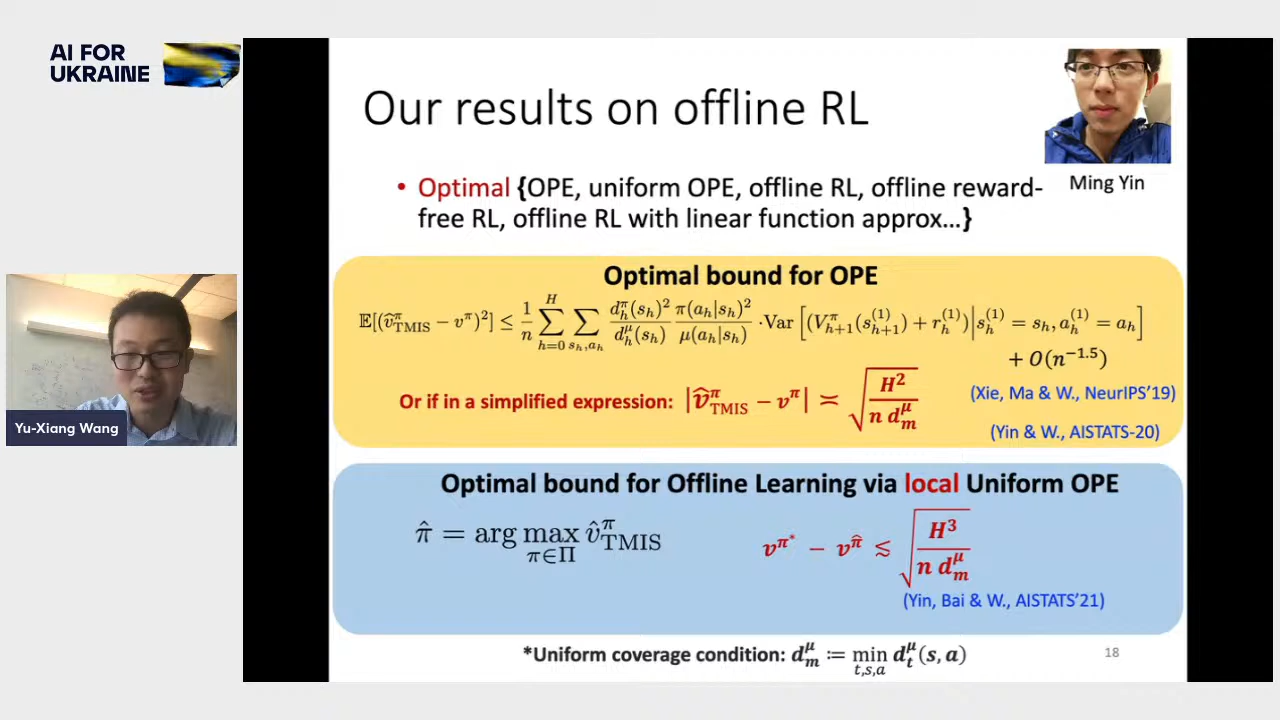 AI FOR
UKRAINE
Our results on offline RL
Ming Yin
• Optimal {OPE, uniform OPE, offline RL, offline reward-
free RL, offline RL with linear function approx…}
Optimal bound for OPE
𝔼[(v̂^π_TMIS − v^π)²] ≤ 1/n ∑_{h=0}^{H} ∑_{s_h,a_h} d^π_h(s_h)²/d^μ_h(s_h) π(a_h|s_h)²/μ(a_h|s_h) · Var[(V^π_{h+1}(s^{(1)}_{h+1}) + r^{(1)}_h)|s^{(1)}_h = s_h, a^{(1)}_h = a_h]
+ O(n^{−1.5})
Or if in a simplified expression: |v̂^π_TMIS − v^π| ≍ √(H²/(n d^μ_m))
(Xie, Ma & W., NeurIPS'19)
(Yin & W., AISTATS-20)
Yu-Xiang Wang
Optimal bound for Offline Learning via local Uniform OPE
π̂ = arg max_{π∈Π} v̂^π_TMIS
v^{π*} − v^{π̂} ≲ √(H³/(n d^μ_m))
(Yin, Bai & W., AISTATS'21)
*Uniform coverage condition: d^μ_m ≔ min_{t,s,a} d^μ_t(s, a)
18